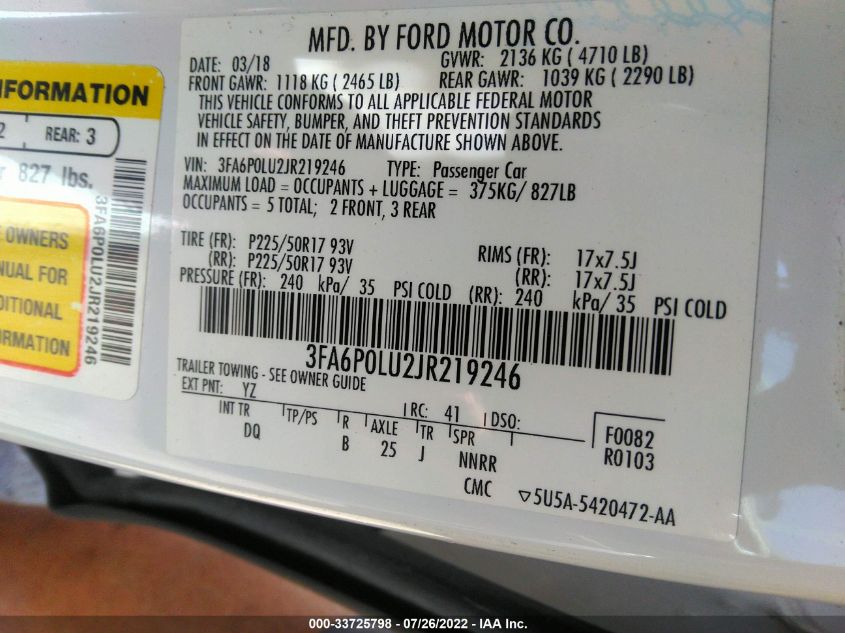 MFD. BY FORD MOTOR CO.
DATE: 03/18 GVWR: 2136 KG ( 4710 LB)
FRONT GAWR: 1118 KG ( 2465 LB) REAR GAWR: 1039 KG ( 2290 LB)
THIS VEHICLE CONFORMS TO ALL APPLICABLE FEDERAL MOTOR
VEHICLE SAFETY, BUMPER, AND THEFT PREVENTION STANDARDS
IN EFFECT ON THE DATE OF MANUFACTURE SHOWN ABOVE.
VIN: 3FA6P0LU2JR219246 TYPE: Passenger Car
MAXIMUM LOAD = OCCUPANTS + LUGGAGE = 375KG/ 827LB
OCCUPANTS = 5 TOTAL; 2 FRONT, 3 REAR
TIRE (FR): P225/50R17 93V RIMS (FR): 17x7.5J
(RR): P225/50R17 93V (RR): 17x7.5J
PRESSURE (FR): 240 kPa/ 35 PSI COLD (RR): 240 kPa/ 35 PSI COLD
3FA6P0LU2JR219246
TRAILER TOWING - SEE OWNER GUIDE
EXT PNT: YZ RC: 41 DSO:
INT TR TP/PS R AXLE TR SPR
DQ B 25 J NNRR
CMC
F0082
R0103
5U5A-5420472-AA
INFORMATION
2 REAR: 3
827 lbs.
OWNERS
NUAL FOR
DITIONAL
ORMATION
3FA6P0LU2JR219246
000-33725798 - 07/26/2022 - IAA Inc.